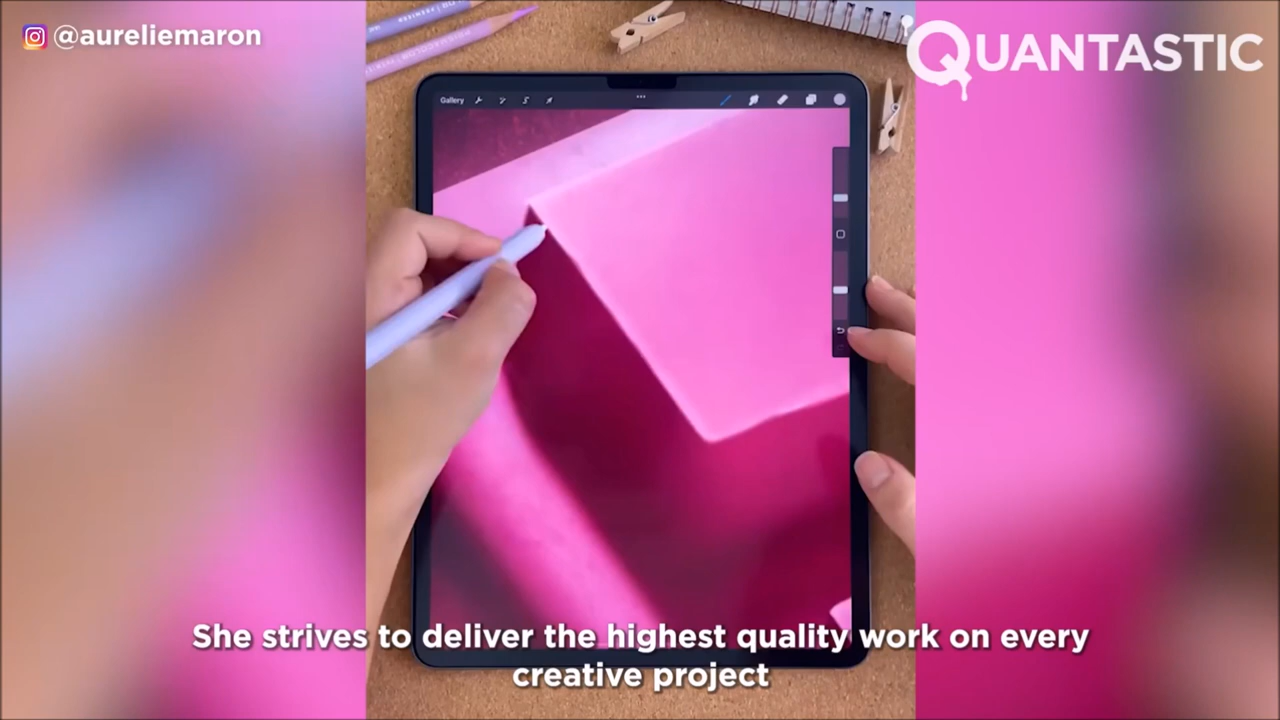 @aureliemaron
QUANTASTIC
Gallery
She strives to deliver the highest quality work on every
creative project